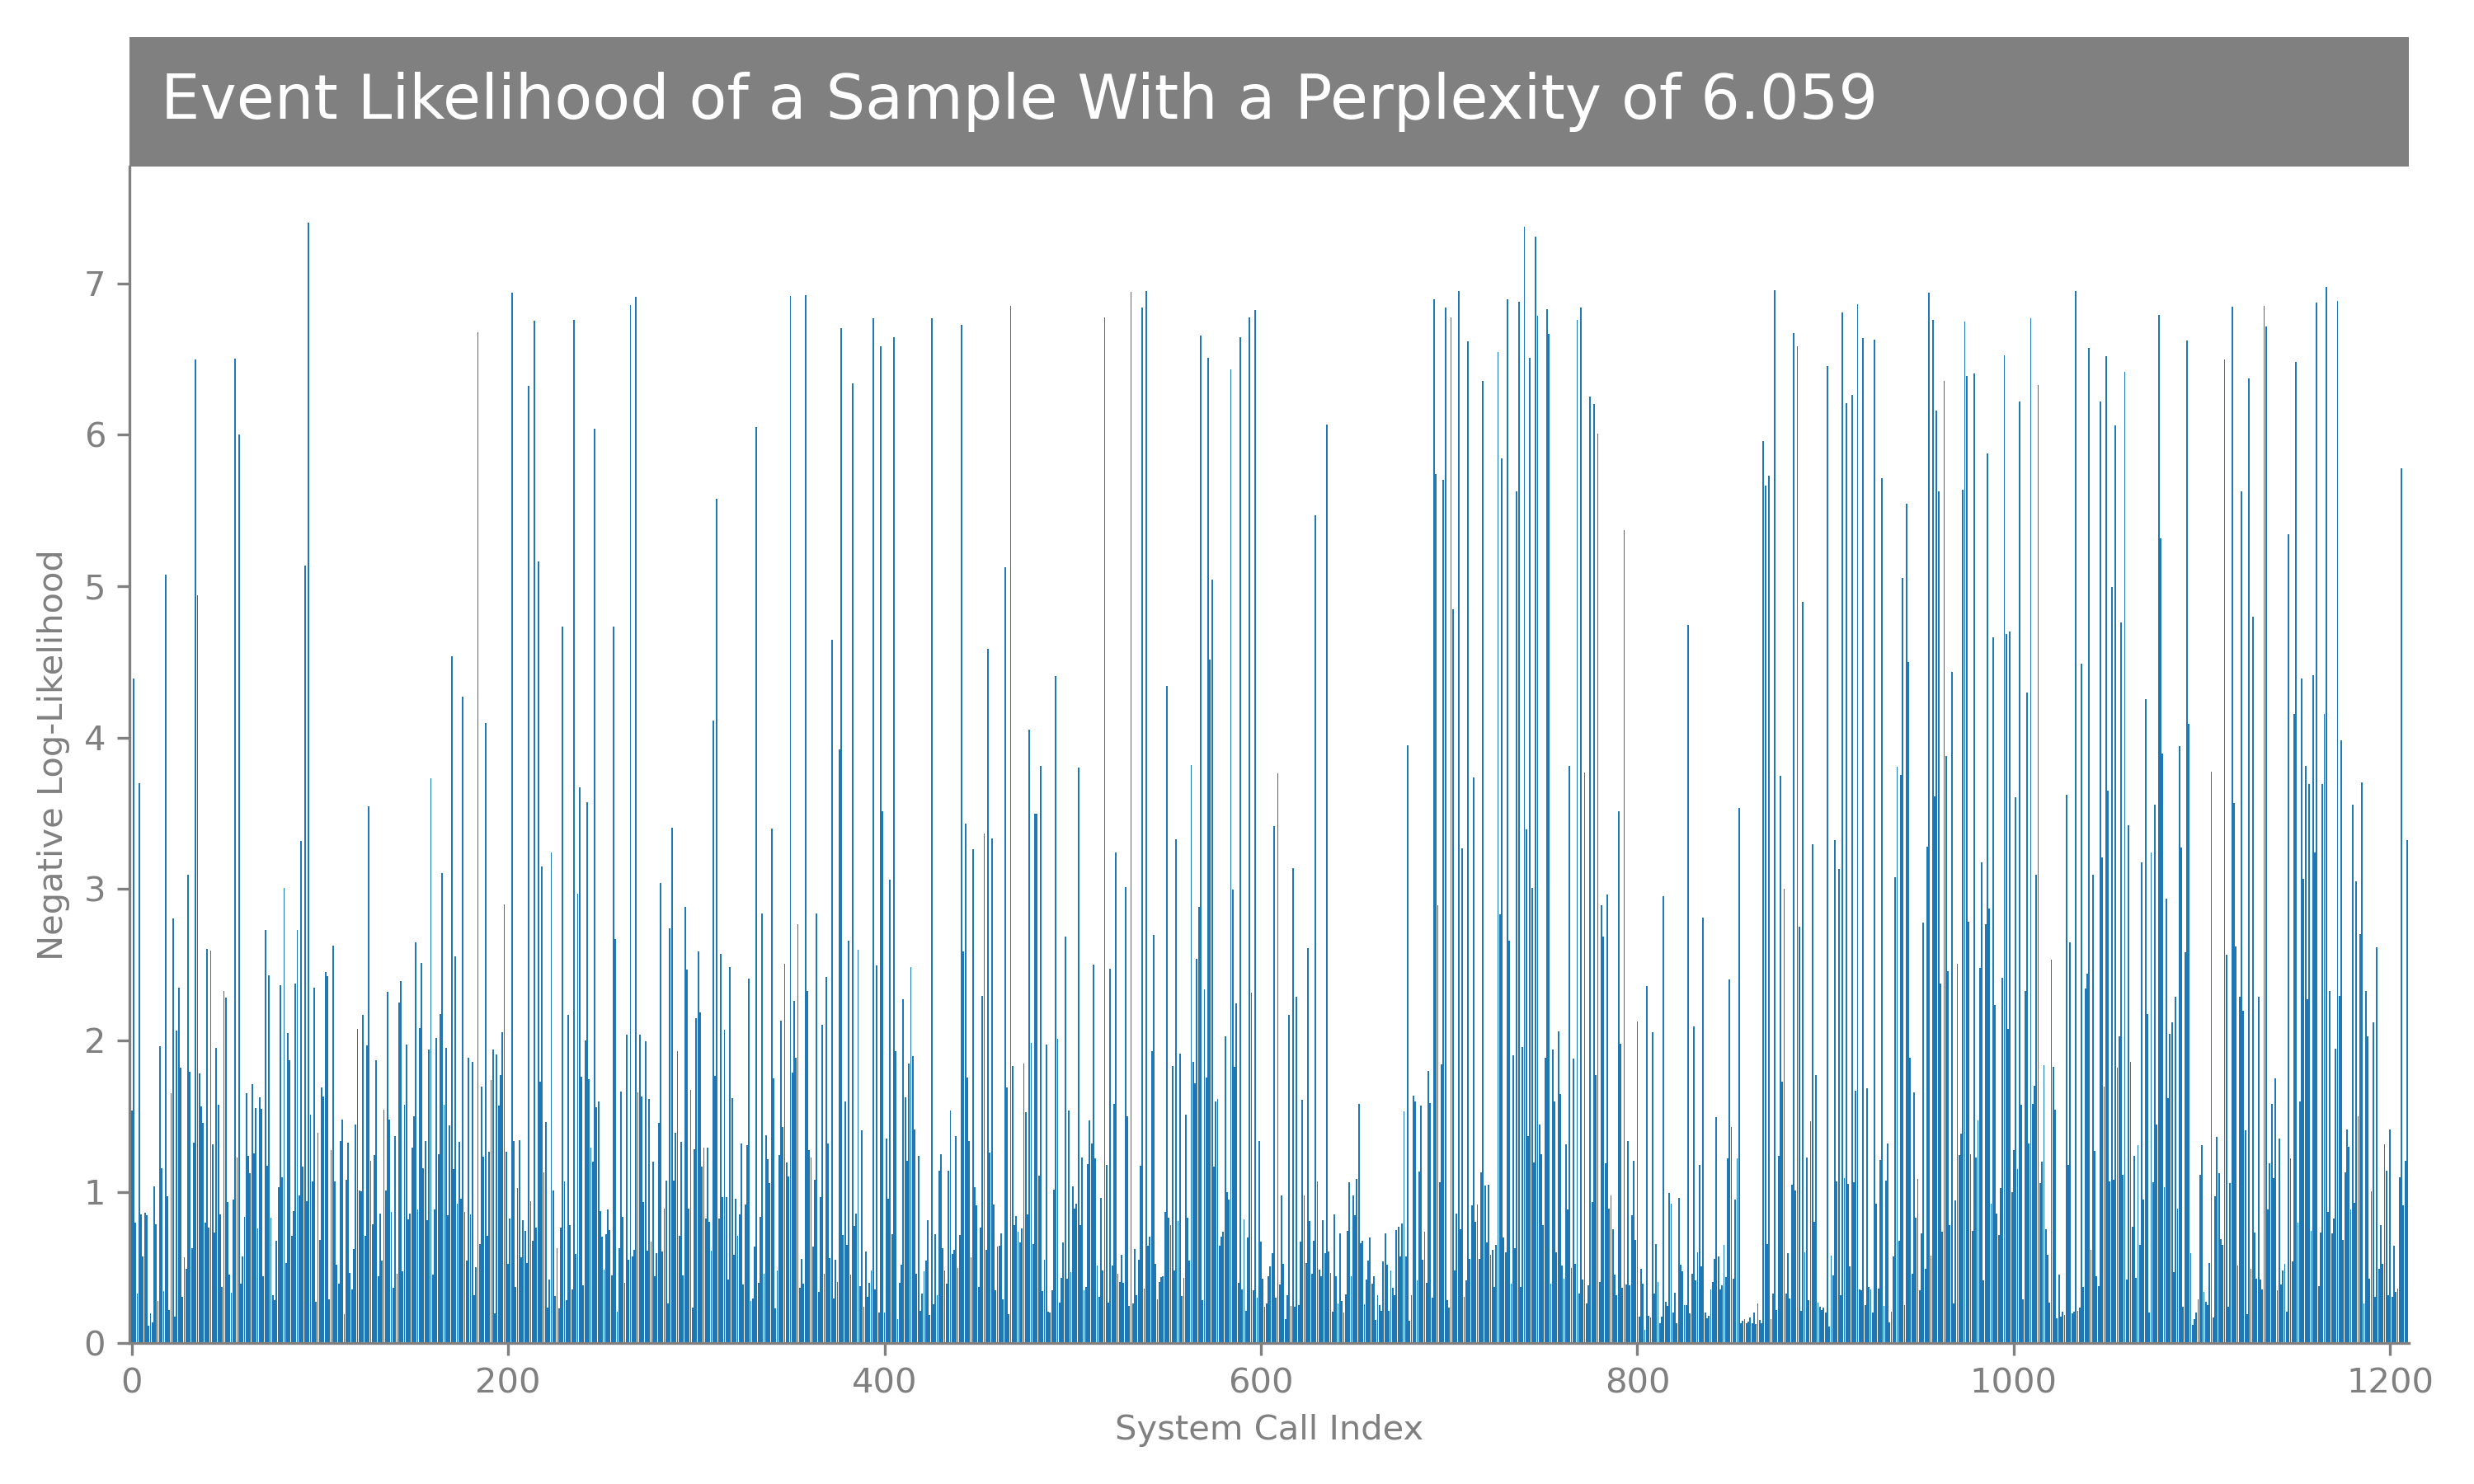 Event Likelihood of a Sample With a Perplexity of 6.059
7
6
5
4
3
2
1
0
Negative Log-Likelihood
0 200 400 600 800 1000 1200
System Call Index